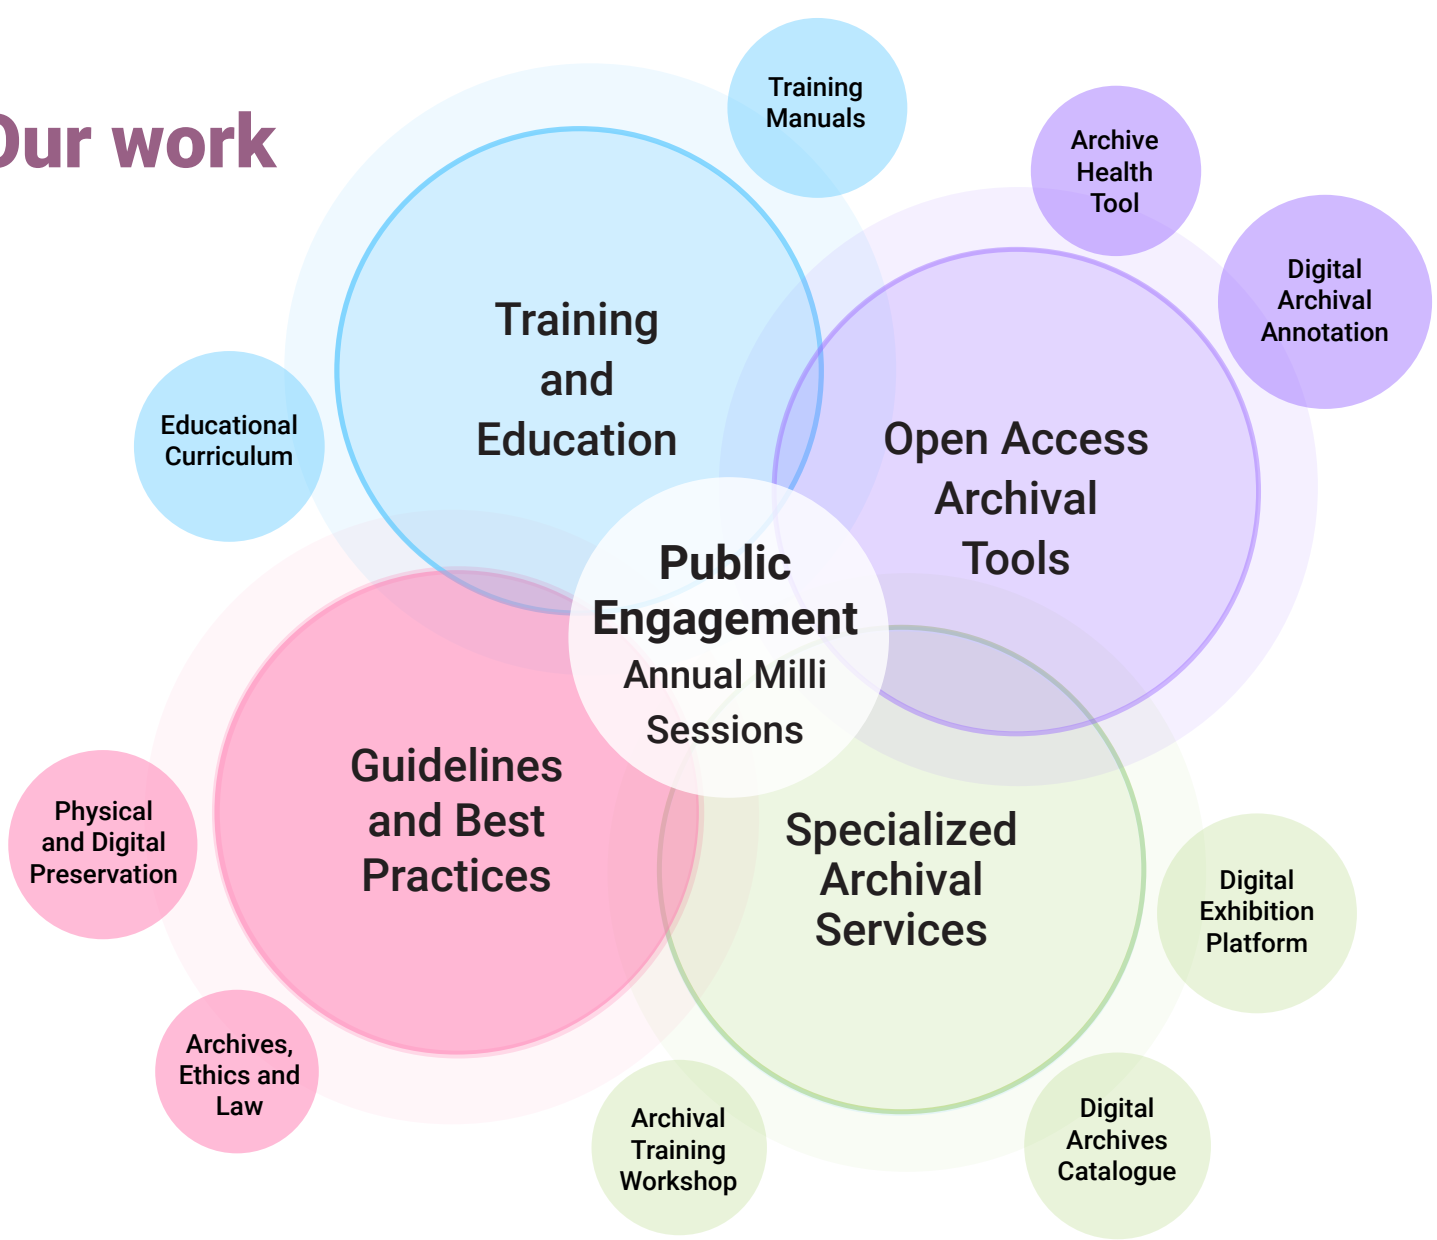 Our work
Training
Manuals
Archive
Health
Tool
Digital
Archival
Annotation
Training
and
Education
Educational
Curriculum
Open Access
Archival
Tools
Public
Engagement
Annual Milli
Sessions
Guidelines
and Best
Practices
Physical
and Digital
Preservation
Specialized
Archival
Services
Digital
Exhibition
Platform
Archives,
Ethics and
Law
Archival
Training
Workshop
Digital
Archives
Catalogue